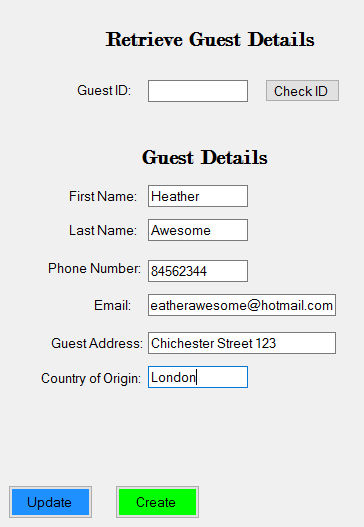 Retrieve Guest Details
Guest ID:
Check ID
Guest Details
First Name: Heather
Last Name: Awesome
Phone Number: 84562344
Email: eatherawesome@hotmail.com
Guest Address: Chichester Street 123
Country of Origin: London
Update
Create